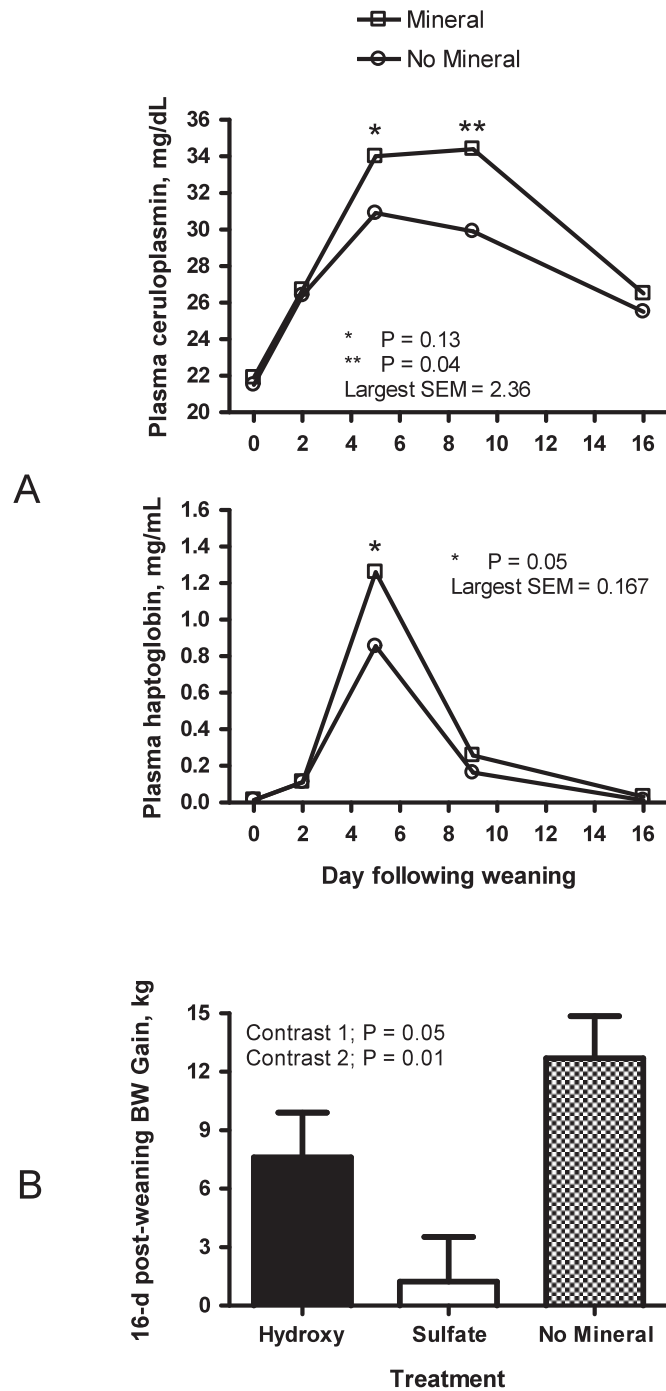 Mineral
No Mineral
Plasma ceruloplasmin, mg/dL
36
34
32
30
28
26
24
22
20
* **
* P = 0.13
** P = 0.04
Largest SEM = 2.36
0 2 4 6 8 10 12 14 16
A
Plasma haptoglobin, mg/mL
1.6
1.4
1.2
1.0
0.8
0.6
0.4
0.2
0.0
*
* P = 0.05
Largest SEM = 0.167
0 2 4 6 8 10 12 14 16
Day following weaning
B
16-d post-weaning BW Gain, kg
15
12
9
6
3
0
Contrast 1; P = 0.05
Contrast 2; P = 0.01
Hydroxy Sulfate No Mineral
Treatment